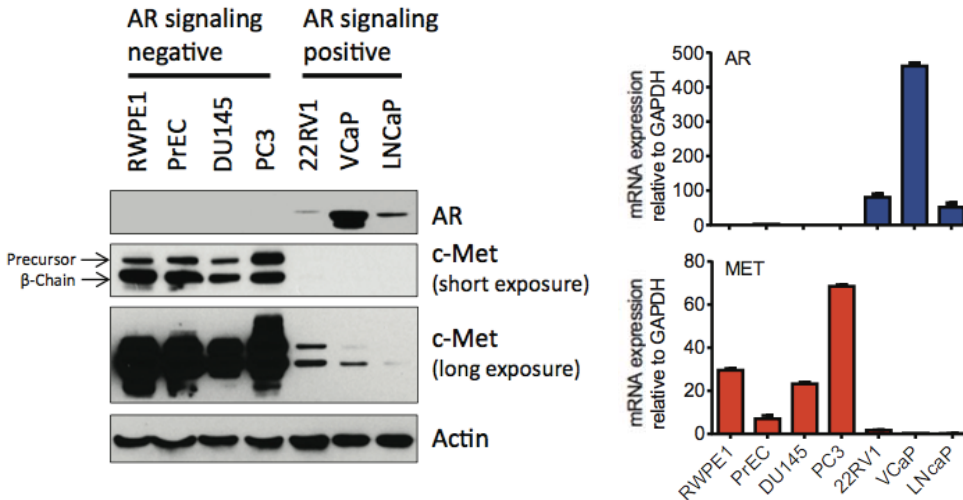 AR signaling
negative
AR signaling
positive
RWPE1
PrEC
DU145
PC3
22RV1
VCaP
LNCaP
AR
Precursor
β-Chain
c-Met
(short exposure)
c-Met
(long exposure)
Actin
mRNA expression
relative to GAPDH
500
400
300
200
100
0
AR
mRNA expression
relative to GAPDH
80
60
40
20
0
MET
RWPE1
PrEC
DU145
PC3
22RV1
VCaP
LNcaP